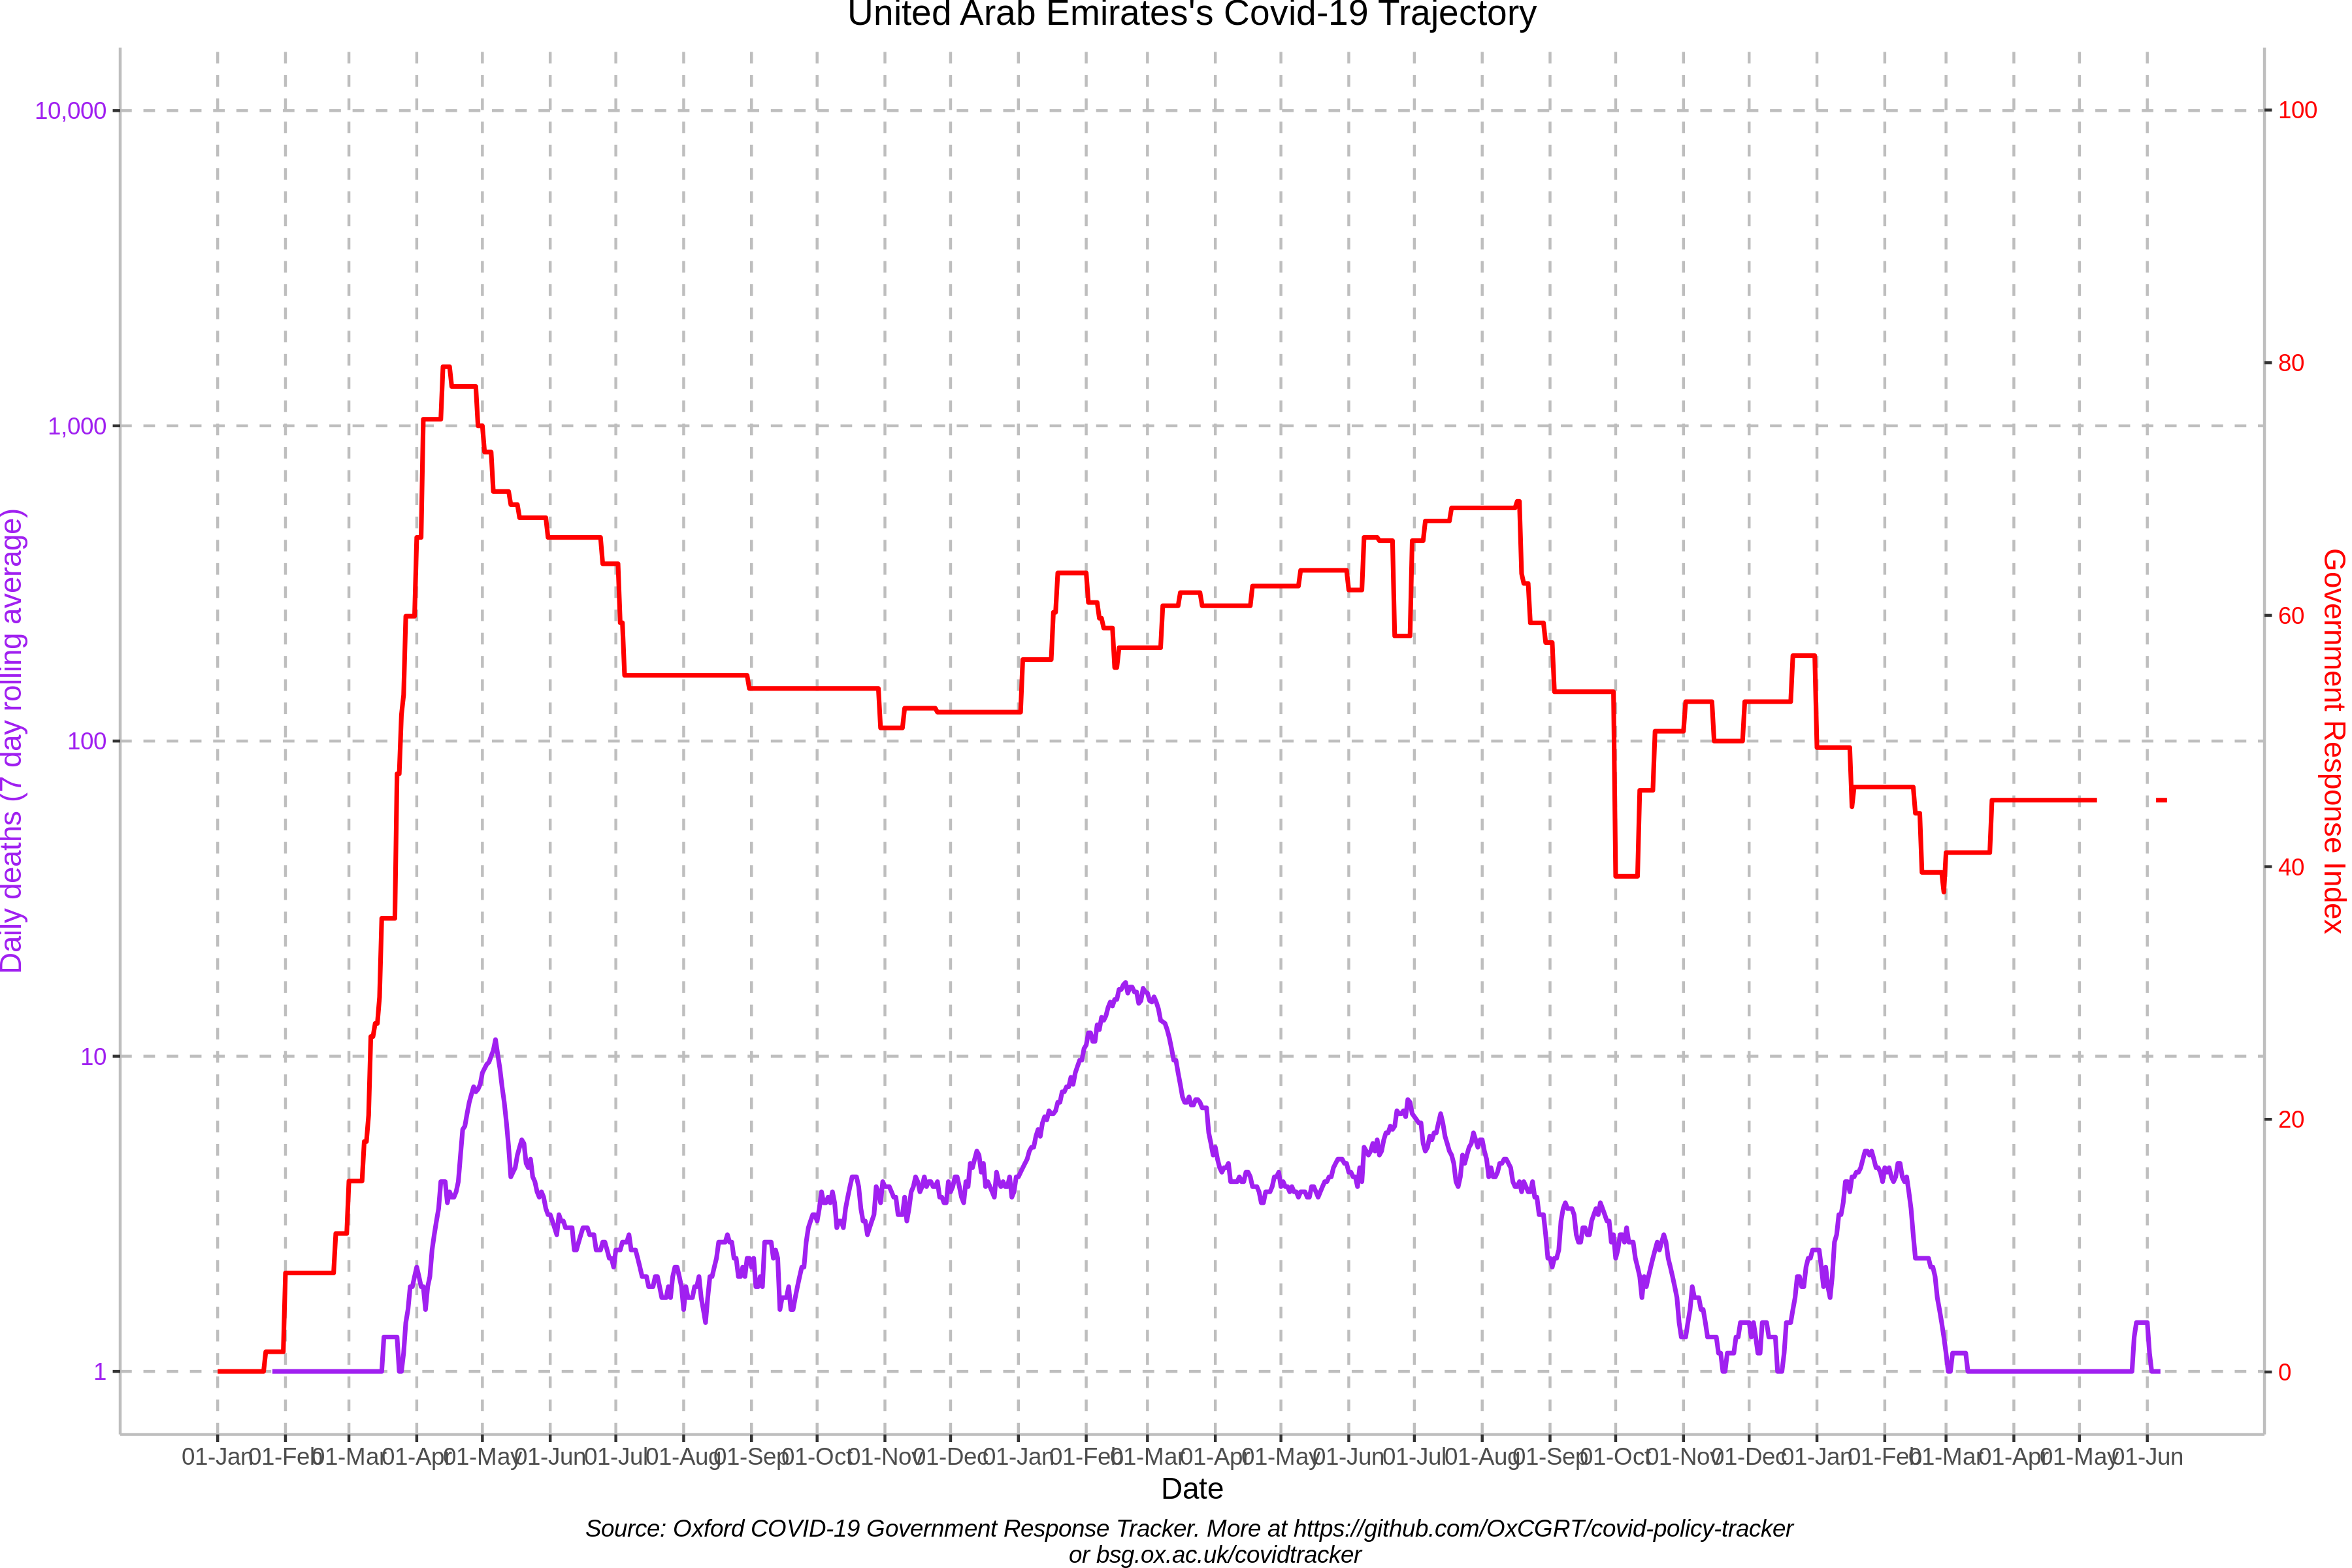 United Arab Emirates's Covid-19 Trajectory
10,000
1,000
100
10
1
Daily deaths (7 day rolling average)
100
80
60
40
20
0
Government Response Index
01-Jan 01-Feb 01-Mar 01-Apr 01-May 01-Jun 01-Jul 01-Aug 01-Sep 01-Oct 01-Nov 01-Dec 01-Jan 01-Feb 01-Mar 01-Apr 01-May 01-Jun 01-Jul 01-Aug 01-Sep 01-Oct 01-Nov 01-Dec 01-Jan 01-Feb 01-Mar 01-Apr 01-May 01-Jun
Date
Source: Oxford COVID-19 Government Response Tracker. More at https://github.com/OxCGRT/covid-policy-tracker
or bsg.ox.ac.uk/covidtracker